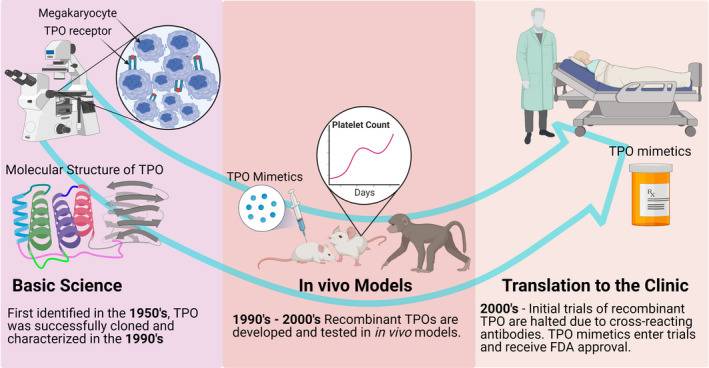 Megakaryocyte
TPO receptor
Molecular Structure of TPO
Basic Science
First identified in the 1950's, TPO
was successfully cloned and
characterized in the 1990's
Platelet Count
Days
TPO Mimetics
In vivo Models
1990's - 2000's Recombinant TPOs are
developed and tested in in vivo models.
TPO mimetics
Rx
Translation to the Clinic
2000's - Initial trials of recombinant
TPO are halted due to cross-reacting
antibodies. TPO mimetics enter trials
and receive FDA approval.